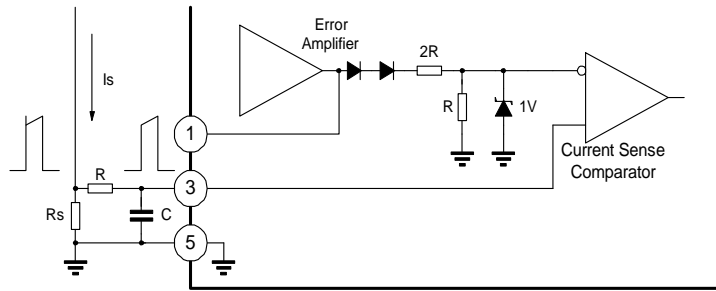 Error
Amplifier
2R
Is
R
1V
1
Current Sense
Comparator
R
3
Rs
C
5